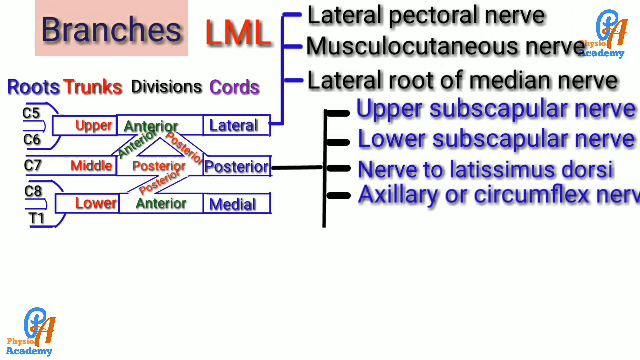 Branches LML
Lateral pectoral nerve
Musculocutaneous nerve
Lateral root of median nerve
Physio Academy
Roots Trunks Divisions Cords
Upper subscapular nerve
Lower subscapular nerve
Nerve to latissimus dorsi
Axillary or circumflex nerv
C5
C6
Upper Anterior Lateral
Anterior Posterior
C7 Middle Posterior Posterior
Posterior
C8
T1
Lower Anterior Medial
Physio
Academy